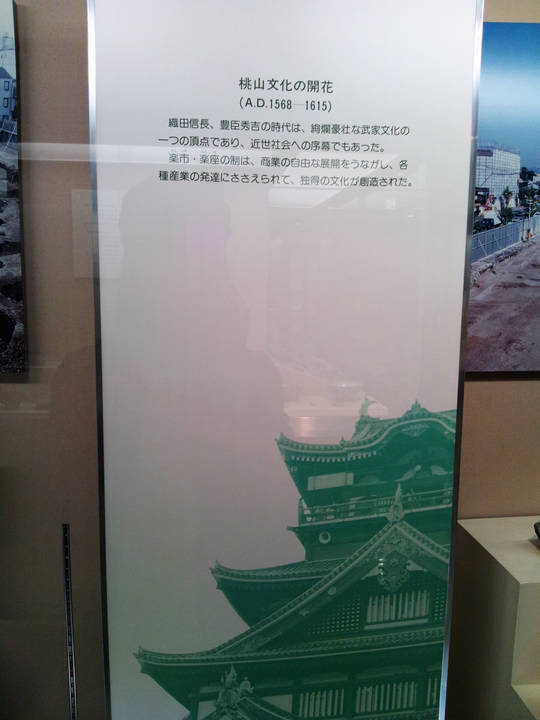 桃山文化の開花
(A.D.1568—1615)
織田信長、豊臣秀吉の時代は、絢爛豪壮な武家文化の
一つの頂点であり、近世社会への序幕でもあった。
楽市・楽座の制は、商業の自由な展開をうながし、各
種産業の発達にささえられて、独得の文化が創造された。